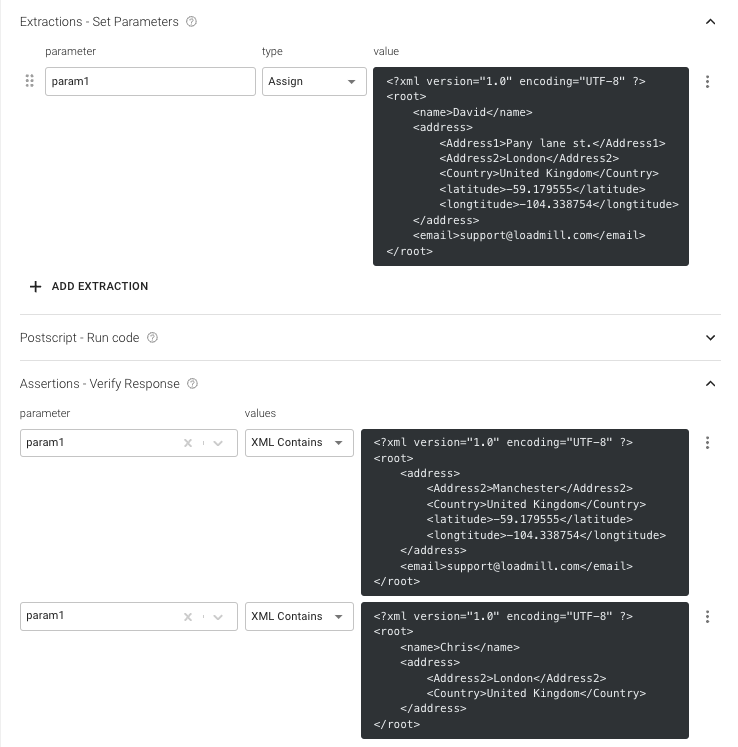 Extractions - Set Parameters
parameter type value
param1 Assign
<?xml version="1.0" encoding="UTF-8" ?>
<root>
    <name>David</name>
    <address>
        <Address1>Pany lane st.</Address1>
        <Address2>London</Address2>
        <Country>United Kingdom</Country>
        <latitude>-59.179555</latitude>
        <longtitude>-104.338754</longtitude>
    </address>
    <email>support@loadmill.com</email>
</root>
ADD EXTRACTION
Postscript - Run code
Assertions - Verify Response
parameter values
param1 XML Contains
<?xml version="1.0" encoding="UTF-8" ?>
<root>
    <address>
        <Address2>Manchester</Address2>
        <Country>United Kingdom</Country>
        <latitude>-59.179555</latitude>
        <longtitude>-104.338754</longtitude>
    </address>
    <email>support@loadmill.com</email>
</root>
param1 XML Contains
<?xml version="1.0" encoding="UTF-8" ?>
<root>
    <name>Chris</name>
    <address>
        <Address2>London</Address2>
        <Country>United Kingdom</Country>
    </address>
</root>